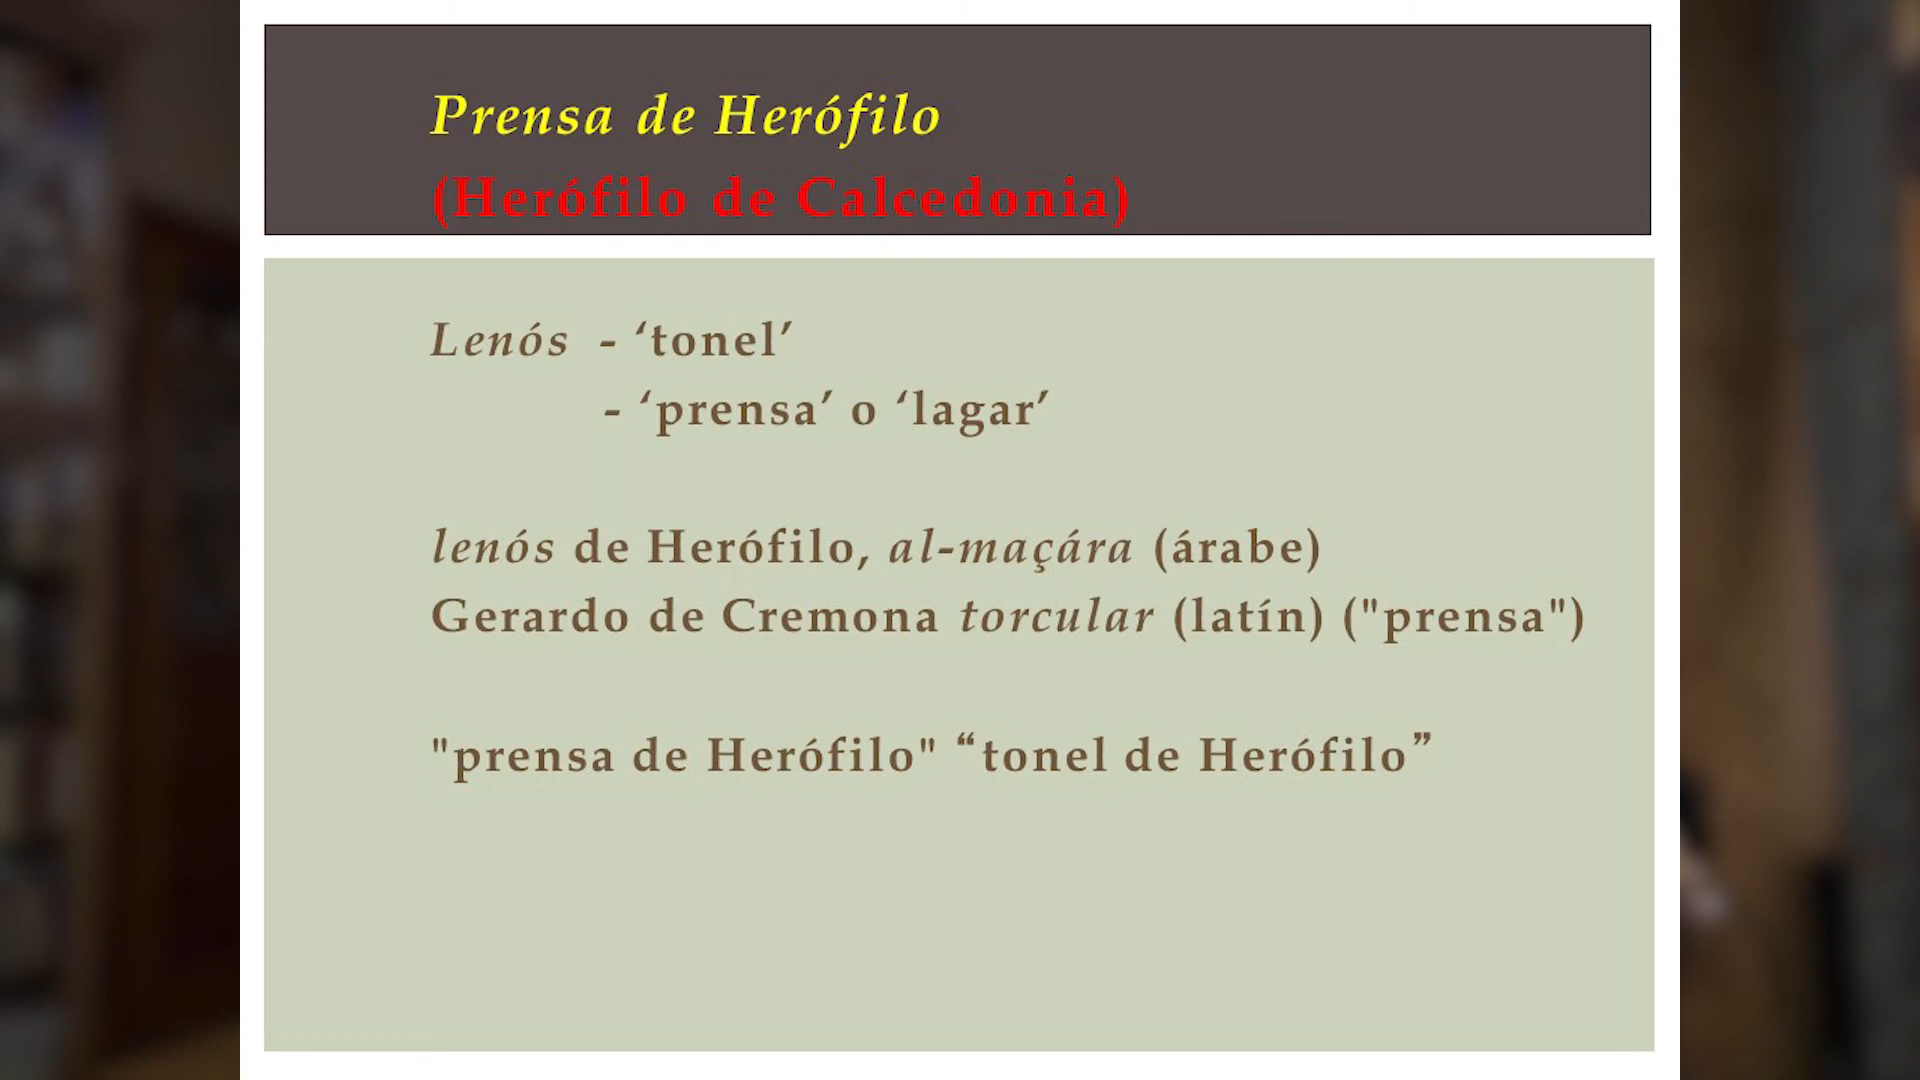 Prensa de Herófilo
(Herófilo de Calcedonia)
Lenós - ‘tonel’
- ‘prensa’ o ‘lagar’
lenós de Herófilo, al-maçára (árabe)
Gerardo de Cremona torcular (latín) ("prensa")
"prensa de Herófilo" “tonel de Herófilo”